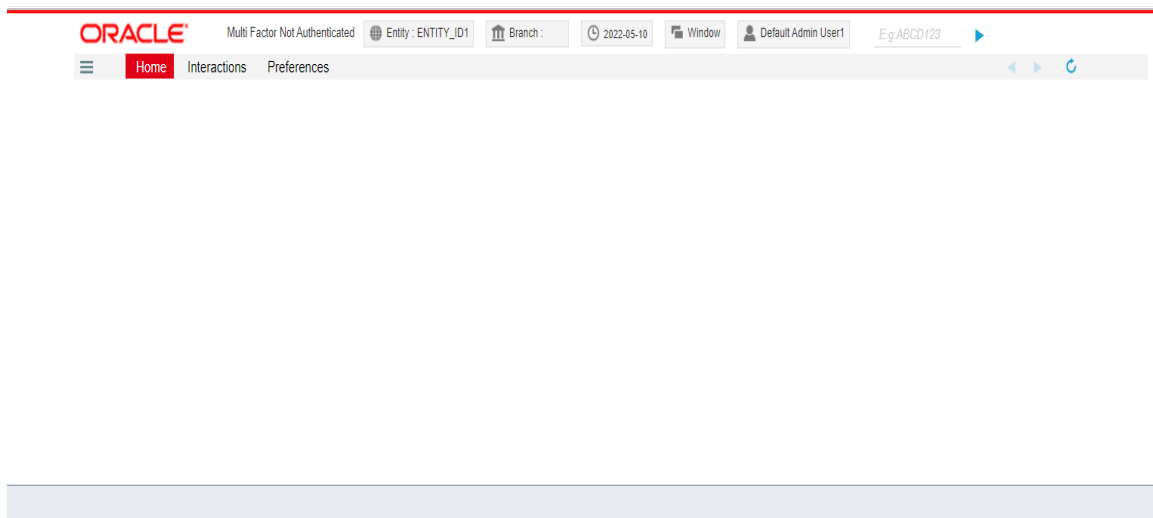 ORACLE® Multi Factor Not Authenticated Entity : ENTITY_ID1 Branch : 2022-05-10 Window Default Admin User1 E.g.ABCD123
Home Interactions Preferences